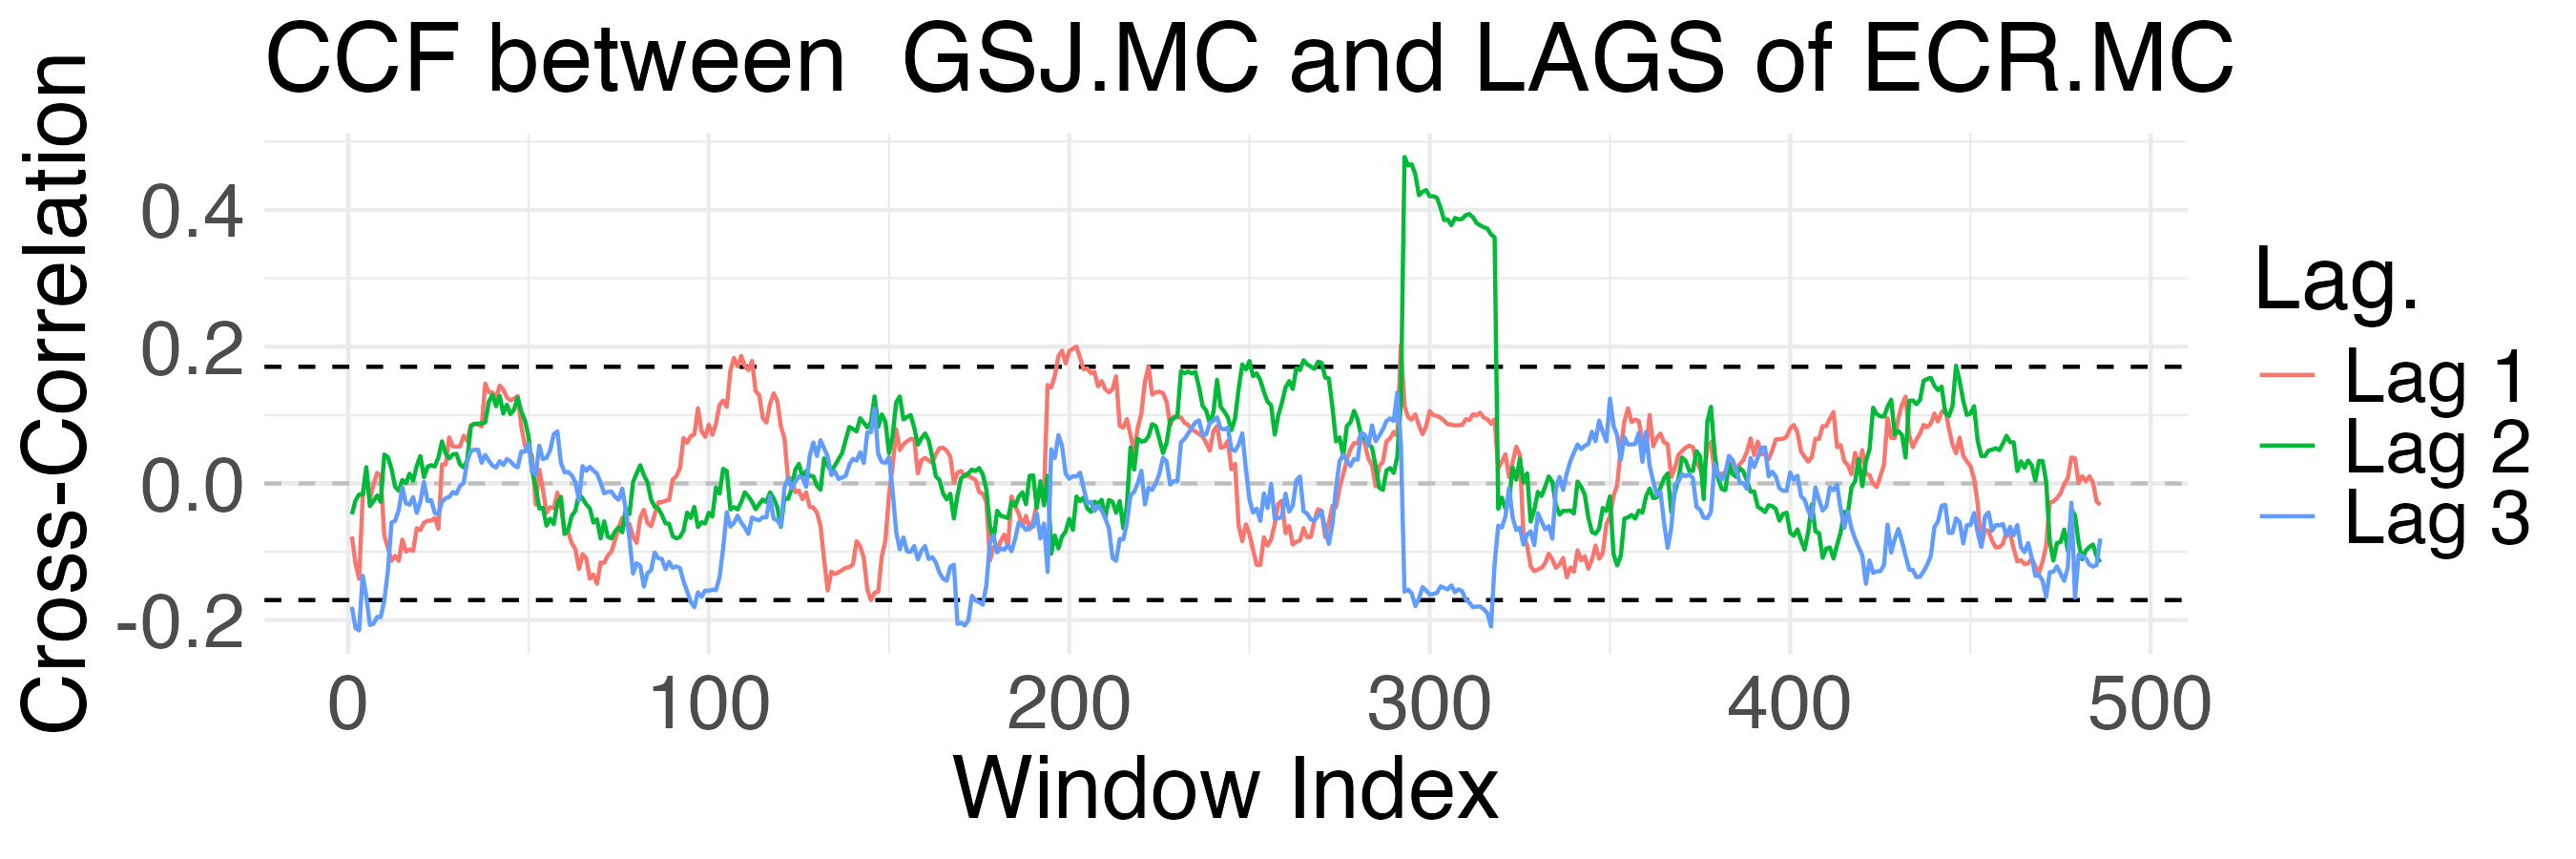 CCF between  GSJ.MC and LAGS of ECR.MC
Cross-Correlation
0.4
0.2
0.0
-0.2
0 100 200 300 400 500
Window Index
Lag.
Lag 1
Lag 2
Lag 3